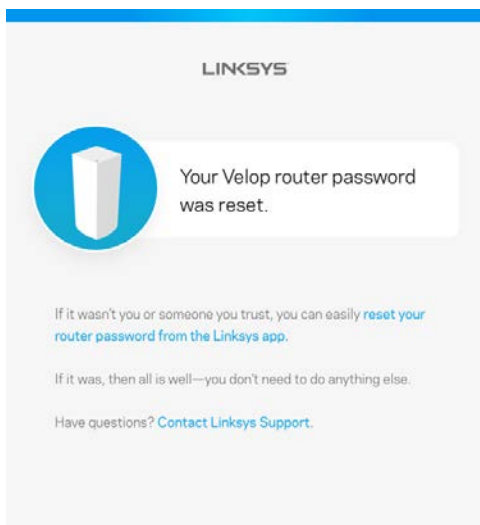 LINKSYS
Your Velop router password
was reset.
If it wasn't you or someone you trust, you can easily reset your
router password from the Linksys app.
If it was, then all is well—you don't need to do anything else.
Have questions? Contact Linksys Support.